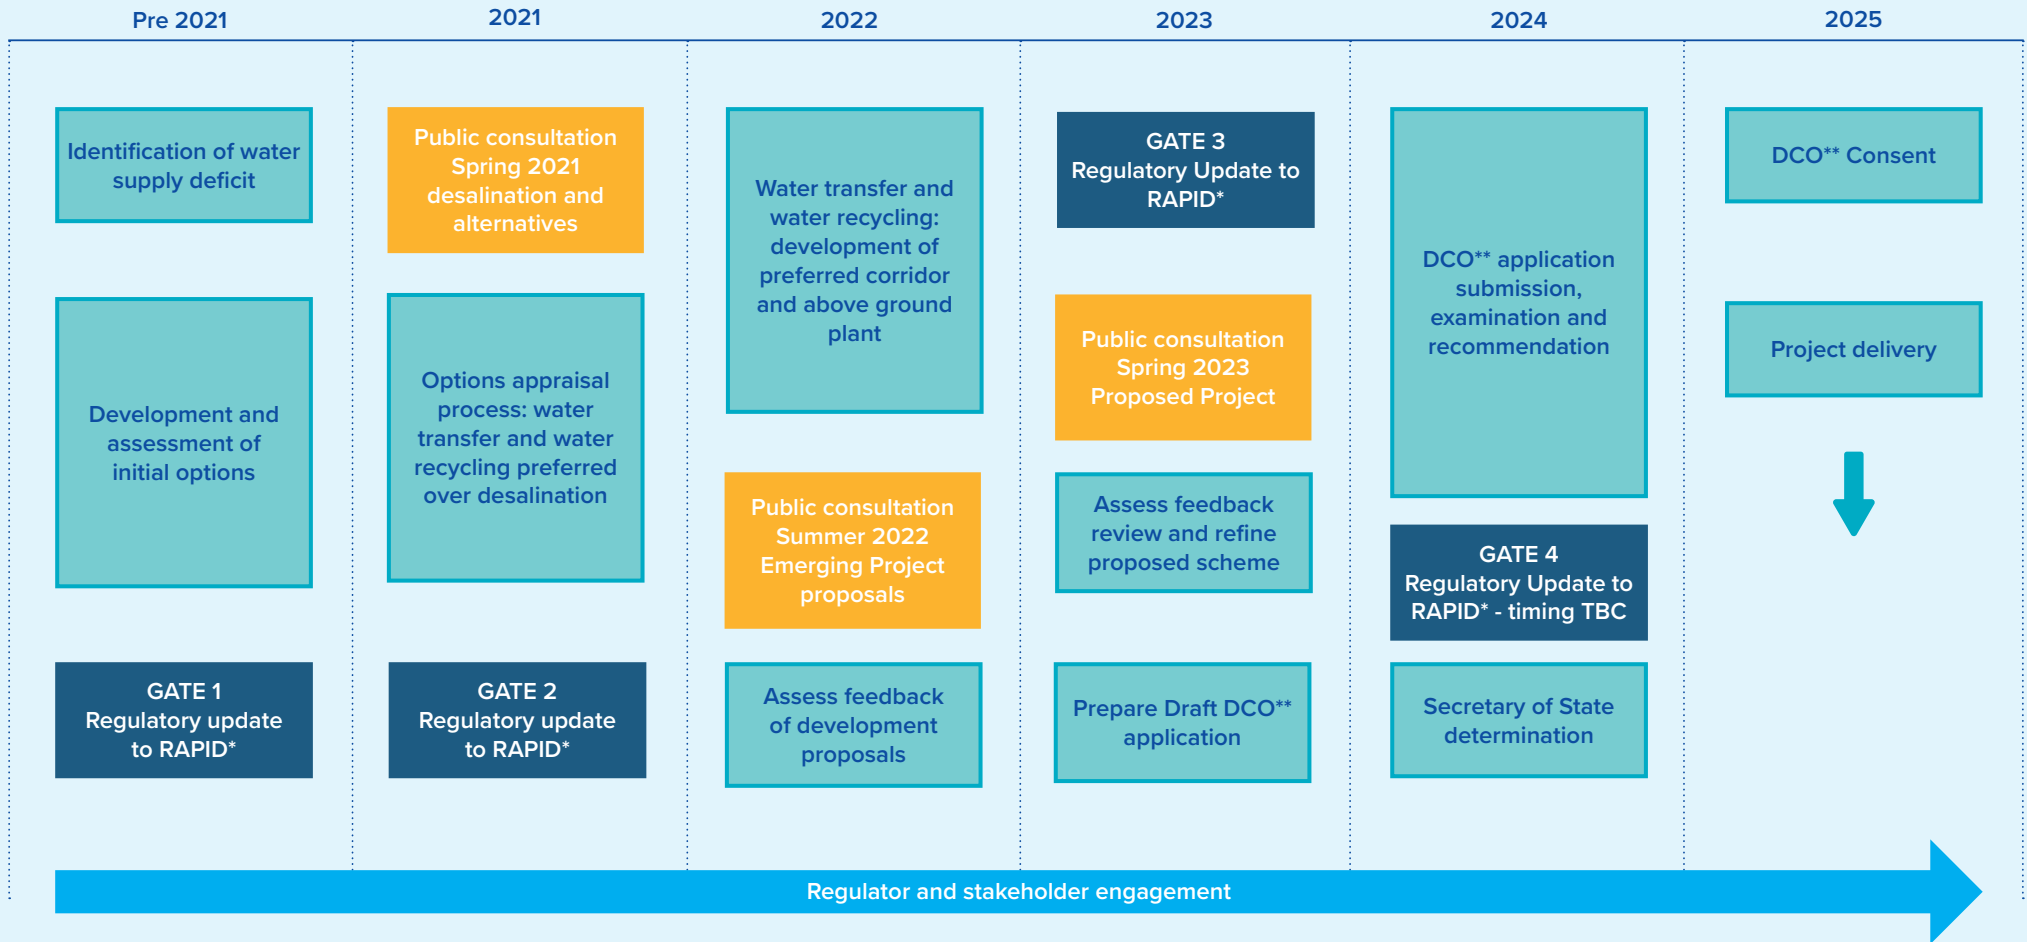 Pre 2021
2021
2022
2023
2024
2025
Identification of water
supply deficit
Development and
assessment of
initial options
GATE 1
Regulatory update
to RAPID*
Public consultation
Spring 2021
desalination and
alternatives
Options appraisal
process: water
transfer and water
recycling preferred
over desalination
GATE 2
Regulatory update
to RAPID*
Water transfer and
water recycling:
development of
preferred corridor
and above ground
plant
Public consultation
Summer 2022
Emerging Project
proposals
Assess feedback
of development
proposals
GATE 3
Regulatory Update to
RAPID*
Public consultation
Spring 2023
Proposed Project
Assess feedback
review and refine
proposed scheme
Prepare Draft DCO**
application
DCO** application
submission,
examination and
recommendation
GATE 4
Regulatory Update to
RAPID* - timing TBC
Secretary of State
determination
DCO** Consent
Project delivery
Regulator and stakeholder engagement